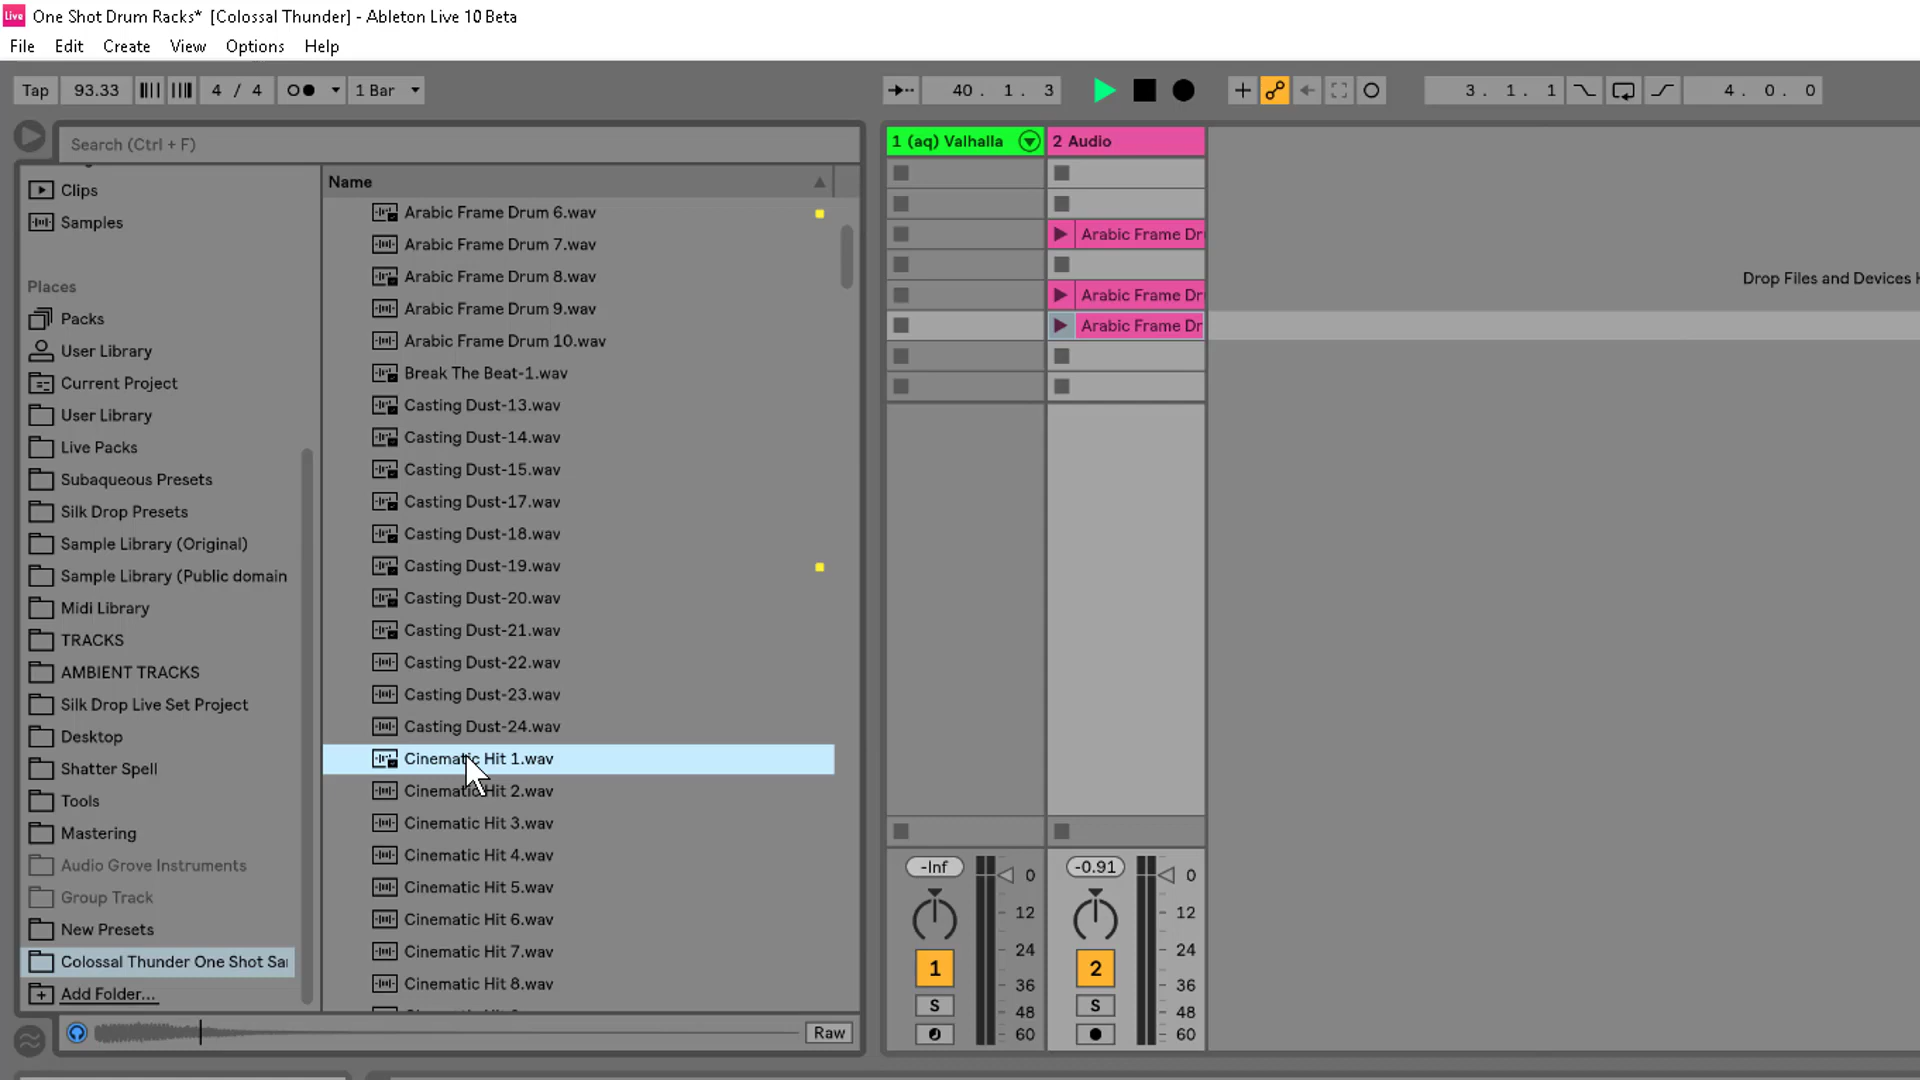 Live One Shot Drum Racks* [Colossal Thunder] - Ableton Live 10 Beta
File Edit Create View Options Help
Tap 93.33 4 / 4 1 Bar 40. 1. 3 3. 1. 1 4. 0. 0
Search (Ctrl + F)
Clips
Samples
Places
Packs
User Library
Current Project
User Library
Live Packs
Subaqueous Presets
Silk Drop Presets
Sample Library (Original)
Sample Library (Public domain
Midi Library
TRACKS
AMBIENT TRACKS
Silk Drop Live Set Project
Desktop
Shatter Spell
Tools
Mastering
Audio Grove Instruments
Group Track
New Presets
Colossal Thunder One Shot Sa
Add Folder...
Name
Arabic Frame Drum 6.wav
Arabic Frame Drum 7.wav
Arabic Frame Drum 8.wav
Arabic Frame Drum 9.wav
Arabic Frame Drum 10.wav
Break The Beat-1.wav
Casting Dust-13.wav
Casting Dust-14.wav
Casting Dust-15.wav
Casting Dust-17.wav
Casting Dust-18.wav
Casting Dust-19.wav
Casting Dust-20.wav
Casting Dust-21.wav
Casting Dust-22.wav
Casting Dust-23.wav
Casting Dust-24.wav
Cinematic Hit 1.wav
Cinematic Hit 2.wav
Cinematic Hit 3.wav
Cinematic Hit 4.wav
Cinematic Hit 5.wav
Cinematic Hit 6.wav
Cinematic Hit 7.wav
Cinematic Hit 8.wav
Raw
1 (aq) Valhalla 2 Audio
Arabic Frame Dr
Arabic Frame Dr
Arabic Frame Dr
Drop Files and Devices H
-Inf -0.91
0 0
12 12
24 24
1 2
36 36
S S
48 48
60 60